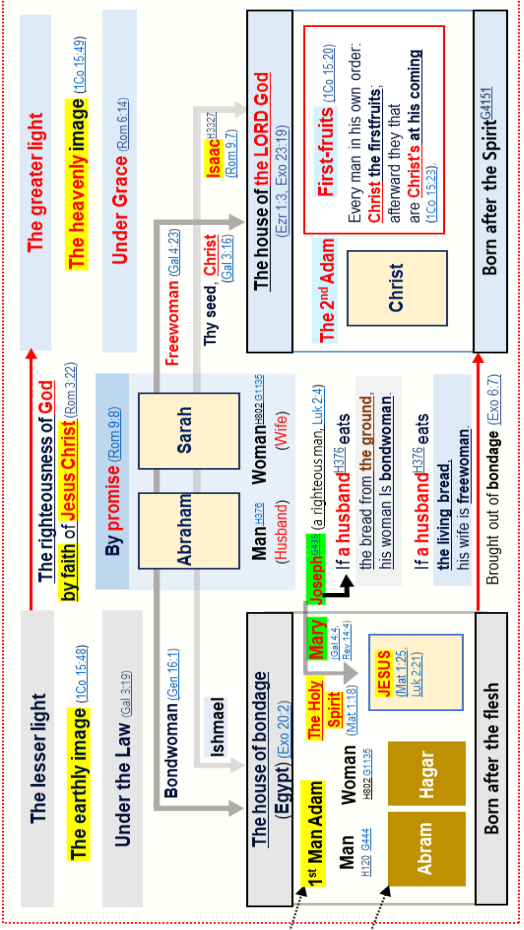 The lesser light
The greater light
The earthly image (1Co 15:48)
The righteousness of God
by faith of Jesus Christ (Rom 3:22)
The heavenly image (1Co 15:49)
Under the Law (Gal 3:19)
By promise (Rom 9:8)
Under Grace (Rom 6:14)
Bondwoman (Gen 16:1)
Abraham
Sarah
Freewoman (Gal 4:23)
Ishmael
Thy seed, Christ
(Gal 3:16)
Isaac H3327
(Rom 9:7)
Man H376
(Husband)
Woman H802 G1135
(Wife)
The house of bondage
(Egypt) (Exo 20:2)
The house of the LORD God
(Ezr 1:3, Exo 23:19)
1st Man Adam
The Holy
Spirit
(Mat 1:18)
Mary
(Gal 4:4,
Rev 14:4)
Joseph G435 (a righteous man, Luk 2:4)
If a husband H376 eats
the bread from the ground,
his woman Is bondwoman.
If a husband H376 eats
the living bread,
his wife is freewoman.
Man
H120 G444
Woman
H802 G1135
Abram
Hagar
JESUS
(Mat 1:25,
Luk 2:21)
The 2nd Adam
Christ
First-fruits (1Co 15:20)
Every man in his own order:
Christ the firstfruits;
afterward they that
are Christ's at his coming
(1Co 15:23).
Born after the flesh
Brought out of bondage (Exo 6:7)
Born after the Spirit G4151